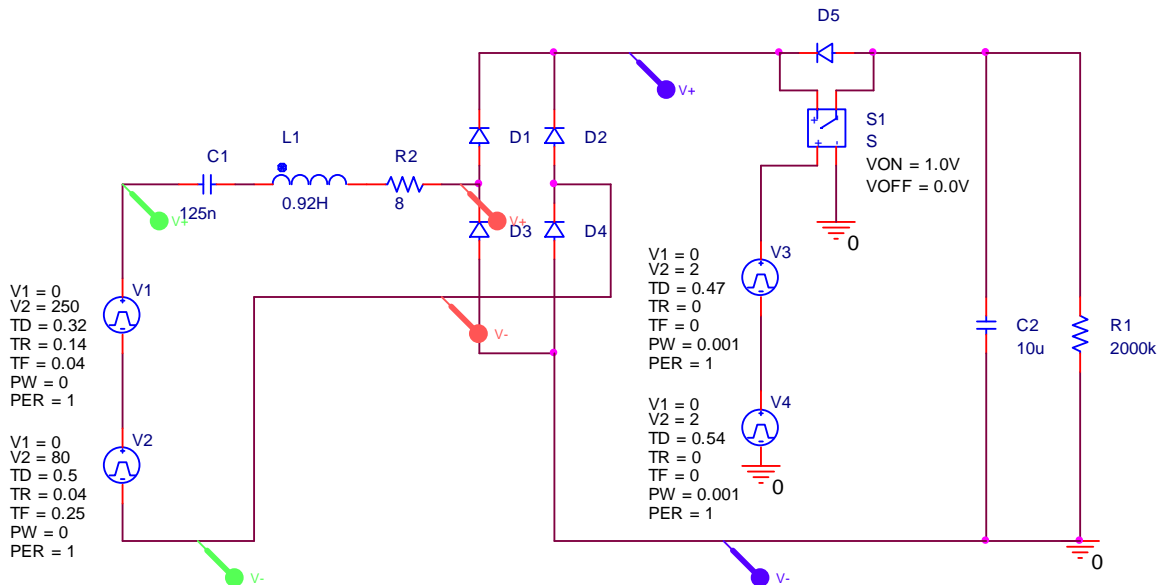 D5
V+
S1
S
VON = 1.0V
VOFF = 0.0V
0
D1
D2
C1
125n
L1
0.92H
R2
8
V+
V+
D3
D4
V1
V1 = 0
V2 = 250
TD = 0.32
TR = 0.14
TF = 0.04
PW = 0
PER = 1
V-
V3
V1 = 0
V2 = 2
TD = 0.47
TR = 0
TF = 0
PW = 0.001
PER = 1
C2
10u
R1
2000k
V2
V1 = 0
V2 = 80
TD = 0.5
TR = 0.04
TF = 0.25
PW = 0
PER = 1
V4
V1 = 0
V2 = 2
TD = 0.54
TR = 0
TF = 0
PW = 0.001
PER = 1
0
0
V-
V-